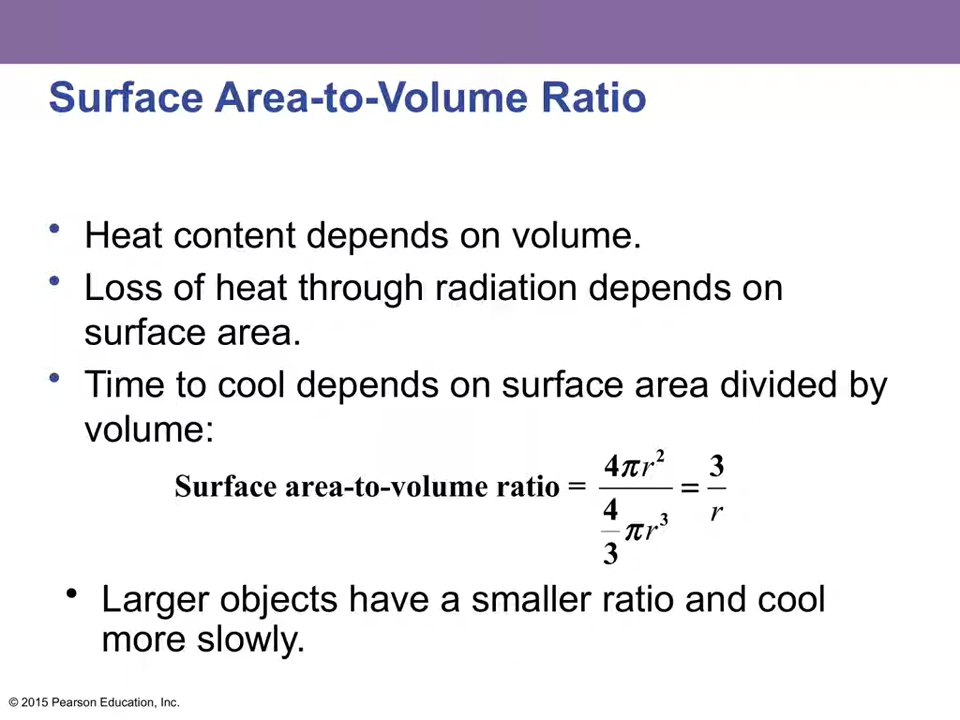 Surface Area-to-Volume Ratio
• Heat content depends on volume.
• Loss of heat through radiation depends on
surface area.
• Time to cool depends on surface area divided by
volume:
Surface area-to-volume ratio = 4πr² / (4/3 πr³) = 3/r
• Larger objects have a smaller ratio and cool
more slowly.
© 2015 Pearson Education, Inc.